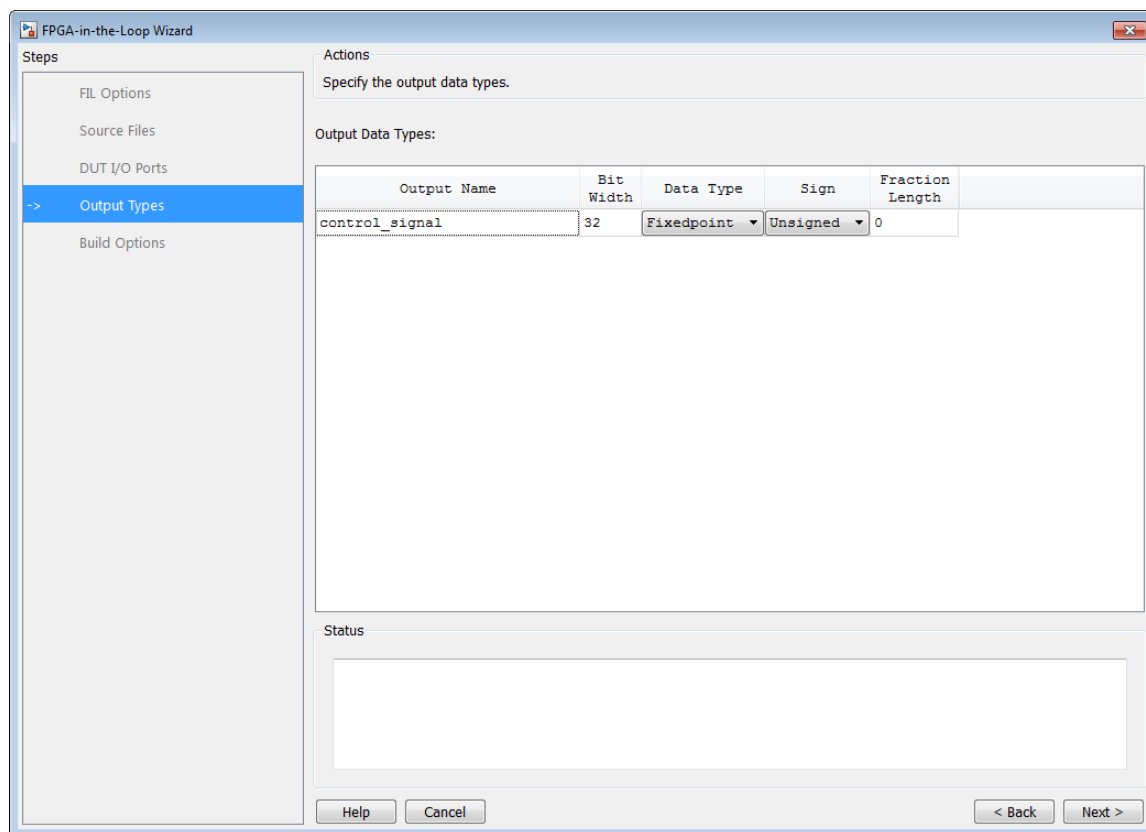 FPGA-in-the-Loop Wizard
Steps
FIL Options
Source Files
DUT I/O Ports
-> Output Types
Build Options
Actions
Specify the output data types.
Output Data Types:
Output Name Bit Width Data Type Sign Fraction Length
control_signal 32 Fixedpoint Unsigned 0
Status
Help Cancel < Back Next >